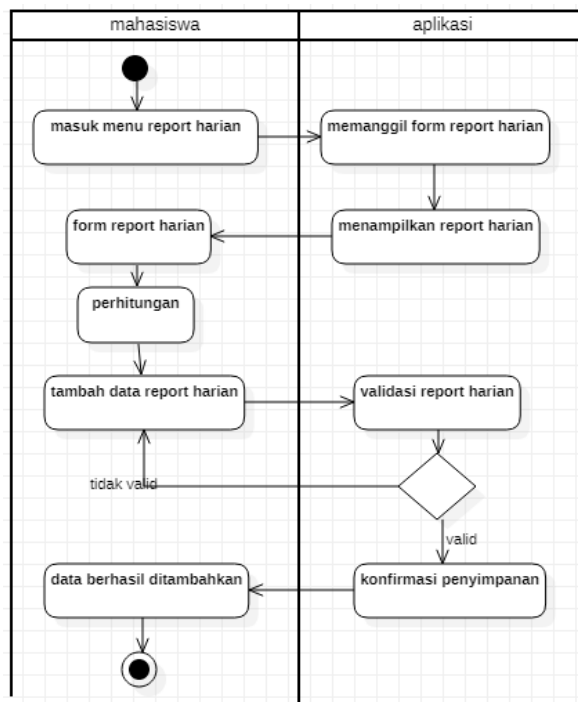 mahasiswa
aplikasi
masuk menu report harian
memanggil form report harian
form report harian
menampilkan report harian
perhitungan
tambah data report harian
validasi report harian
tidak valid
valid
data berhasil ditambahkan
konfirmasi penyimpanan